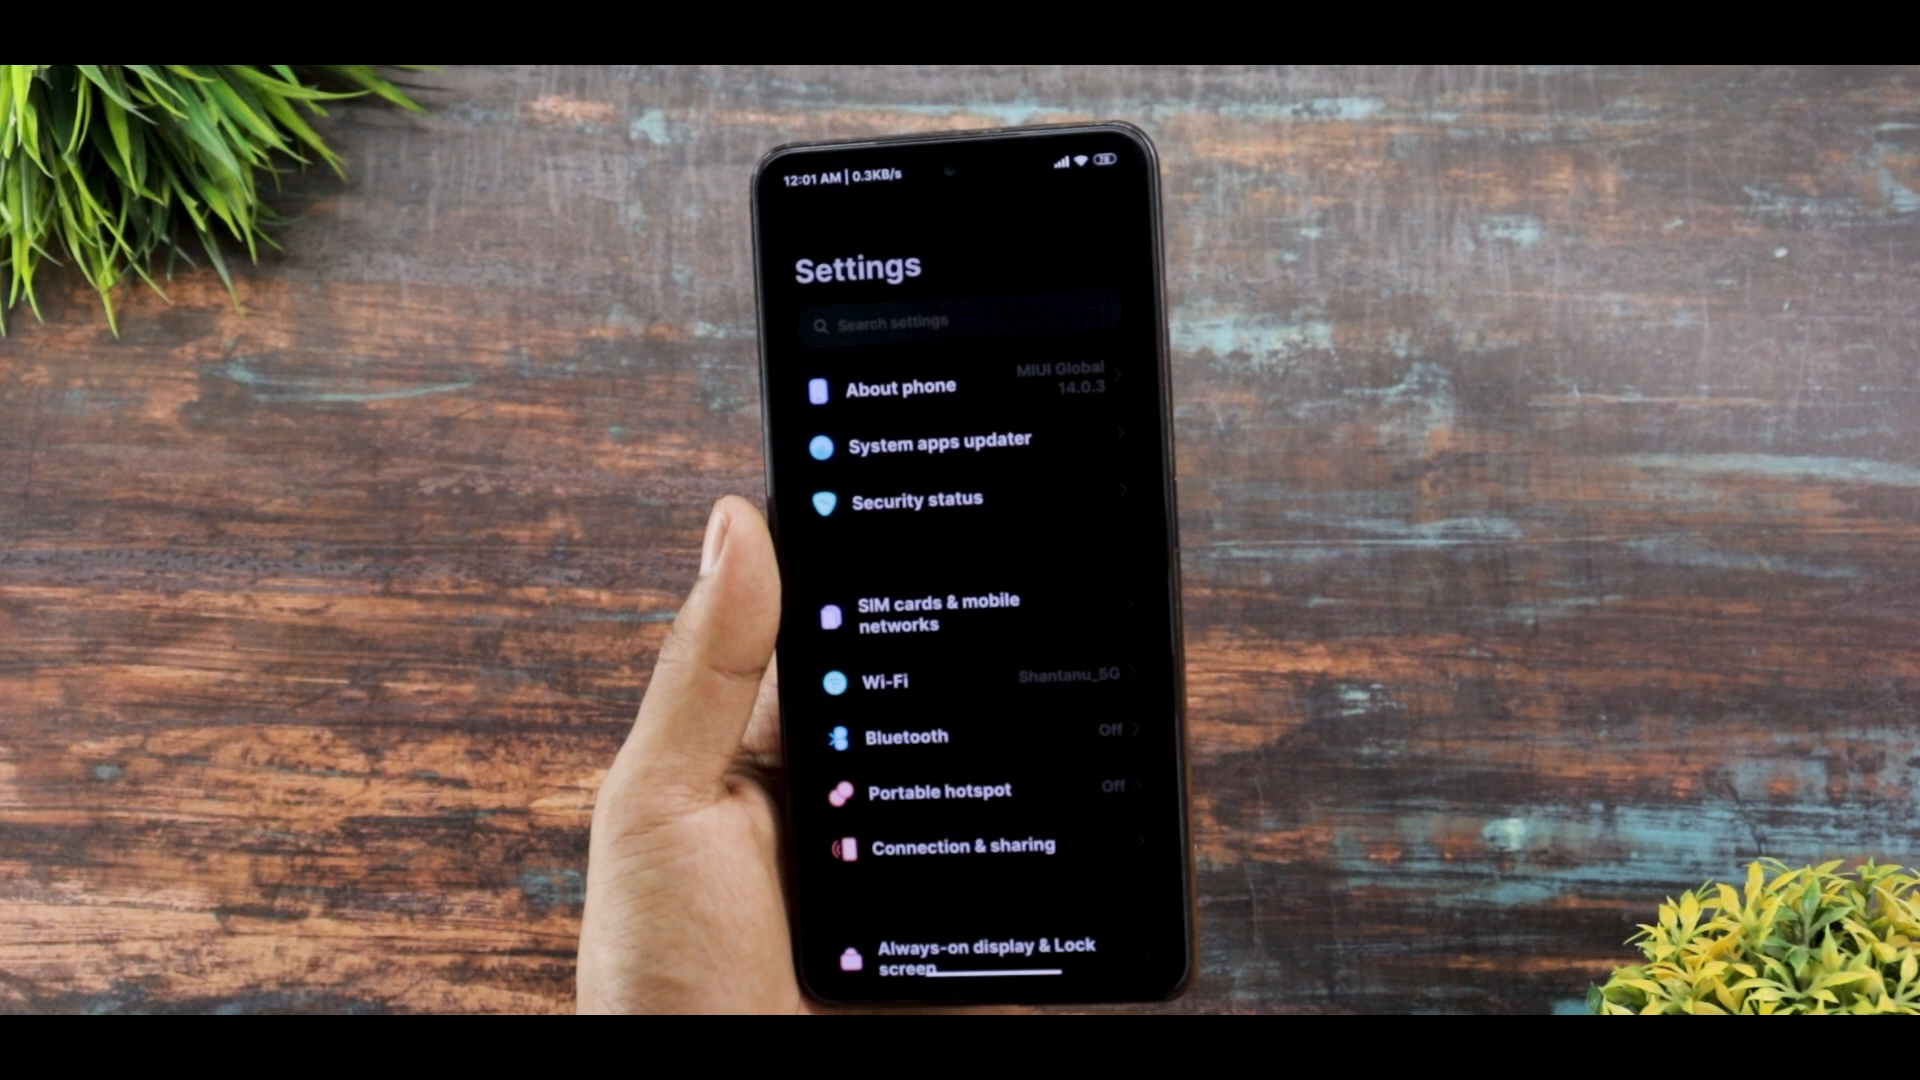 12:01 AM | 0.3KB/s
78
Settings
Search settings
About phone
MIUI Global
14.0.3
System apps updater
Security status
SIM cards & mobile
networks
Wi-Fi
Shantanu_5G
Bluetooth
Off
Portable hotspot
Off
Connection & sharing
Always-on display & Lock
screen